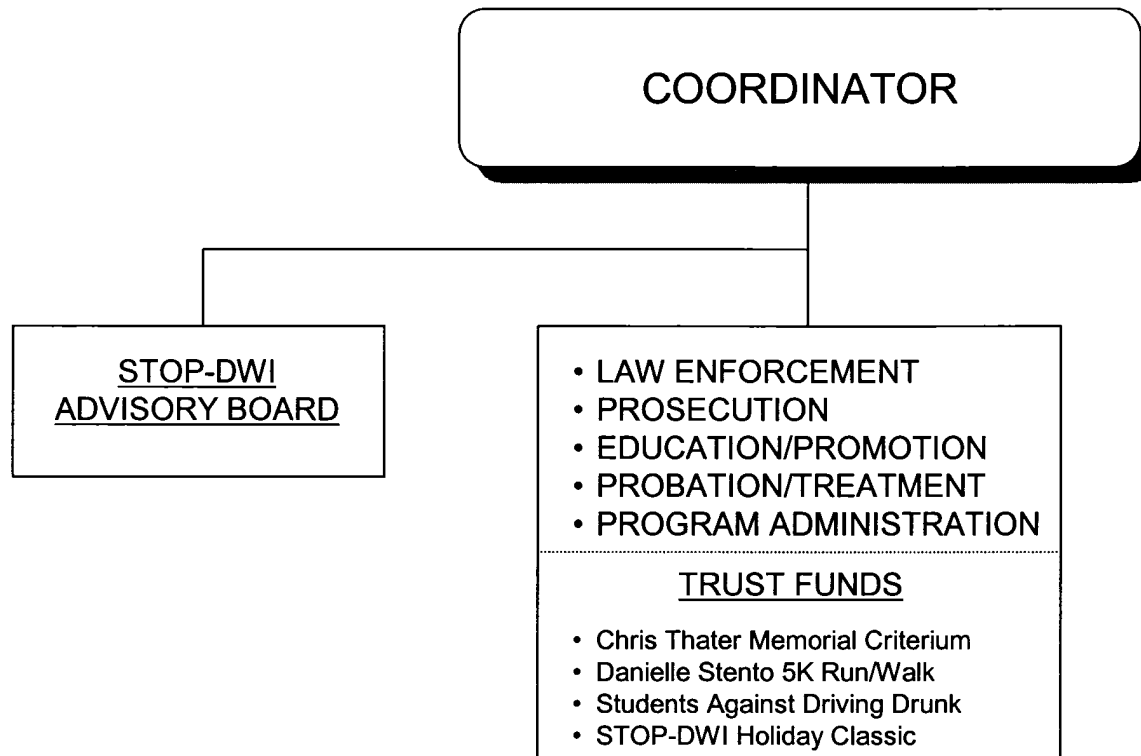 COORDINATOR
STOP-DWI
ADVISORY BOARD
• LAW ENFORCEMENT
• PROSECUTION
• EDUCATION/PROMOTION
• PROBATION/TREATMENT
• PROGRAM ADMINISTRATION
TRUST FUNDS
• Chris Thater Memorial Criterium
• Danielle Stento 5K Run/Walk
• Students Against Driving Drunk
• STOP-DWI Holiday Classic